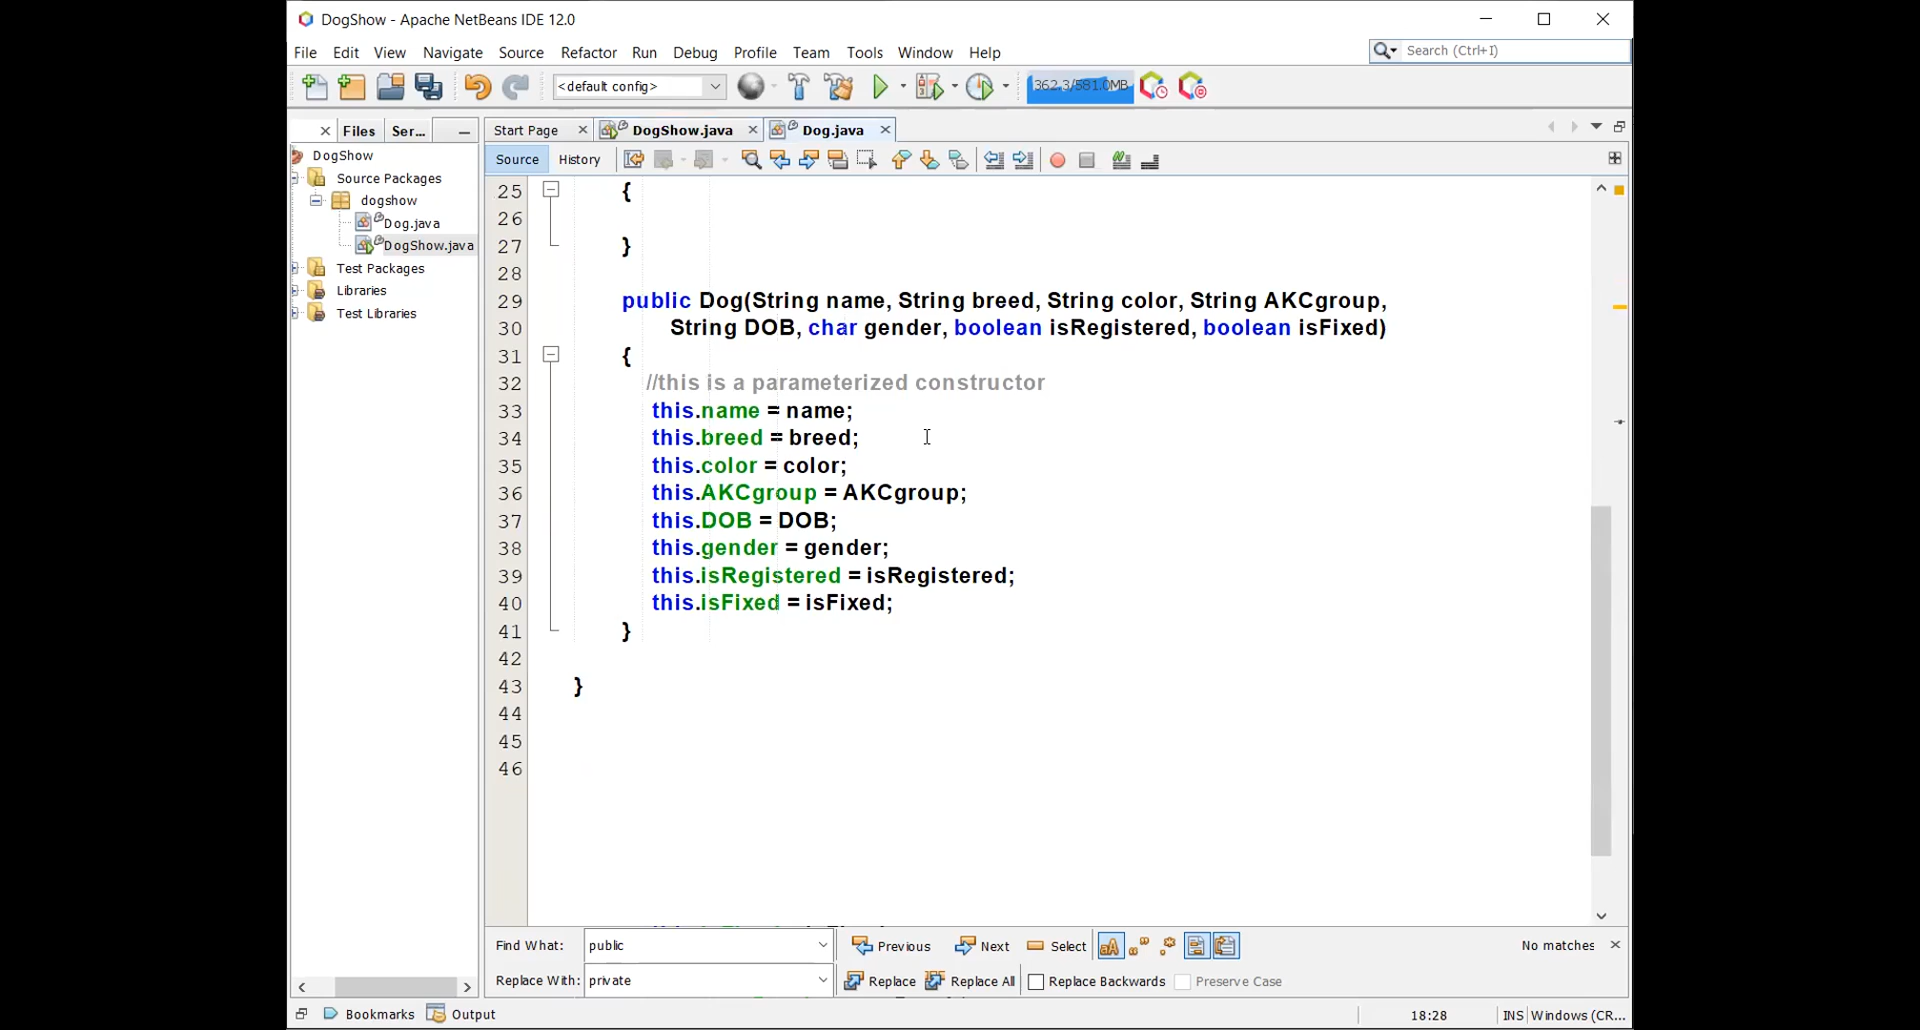 DogShow - Apache NetBeans IDE 12.0
File Edit View Navigate Source Refactor Run Debug Profile Team Tools Window Help
Search (Ctrl+I)
<default config>
362.3/581.0MB
Files Ser...
Start Page DogShow.java Dog.java
Source History
DogShow
Source Packages
dogshow
Dog.java
DogShow.java
Test Packages
Libraries
Test Libraries
25 {
26
27 }
28
29 public Dog(String name, String breed, String color, String AKCgroup,
30 String DOB, char gender, boolean isRegistered, boolean isFixed)
31 {
32 //this is a parameterized constructor
33 this.name = name;
34 this.breed = breed;
35 this.color = color;
36 this.AKCgroup = AKCgroup;
37 this.DOB = DOB;
38 this.gender = gender;
39 this.isRegistered = isRegistered;
40 this.isFixed = isFixed;
41 }
42
43 }
44
45
46
Find What: public Previous Next Select No matches
Replace With: private Replace Replace All Replace Backwards Preserve Case
Bookmarks Output 18:28 INS Windows (CR...